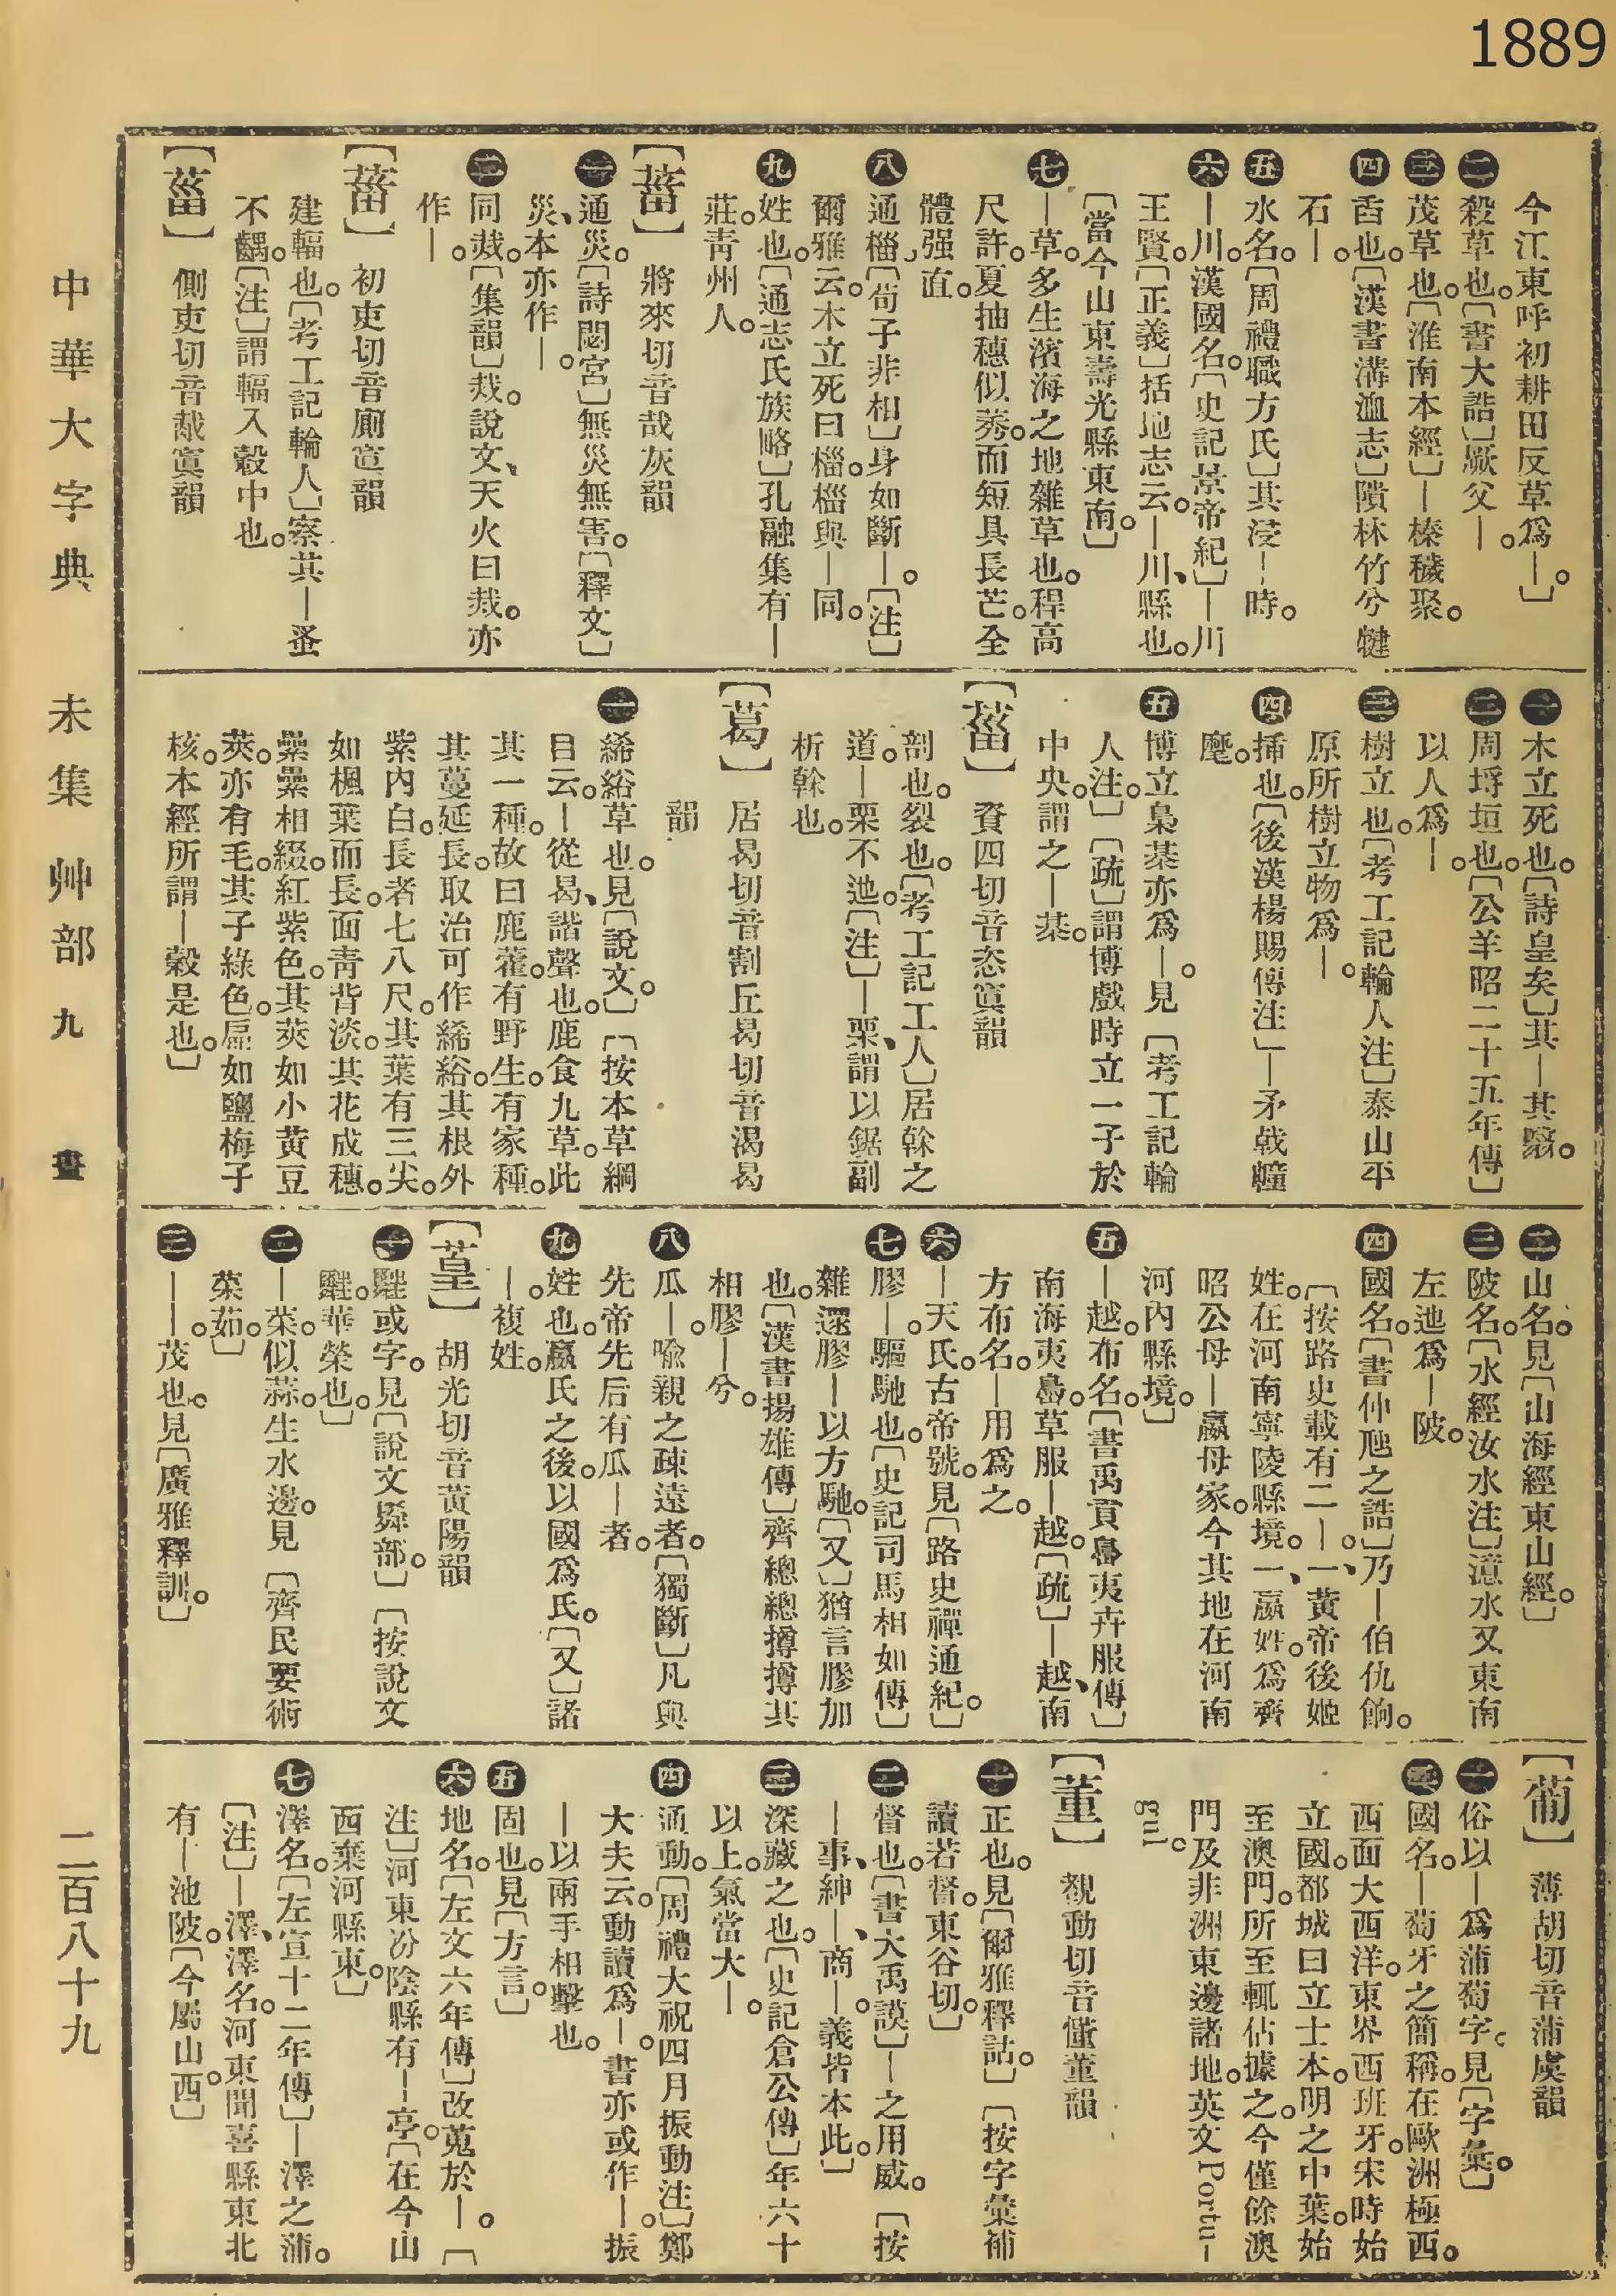 1889
今江東呼初耕田反草爲—。〕
二殺草也。〔書大誥〕厥父—。
三茂草也。〔淮南本經〕—榛穢聚。
四𠭖也。〔漢書溝洫志〕隤林竹兮揵
石—。
五水名。〔周禮職方氏〕其浸—時。
六—川漢國名。〔史記景帝紀〕—川
王賢。〔正義〕括地志云。—川、縣也。
〔當今山東壽光縣東南。〕
七—草。多生濱海之地雜草也。稈高
尺許。夏抽穗似莠。而短具長芒。全
體强直。
八通椔、〔荀子非相〕身如斷—。〔注〕
爾雅云。木立死曰椔。椔與—同。
九姓也。〔通志氏族略〕孔融集有—
莊。青州人。
〔葘〕 將來切音哉灰韻
一通災。〔詩閟宮〕無災無害。〔釋文〕
災、本亦作—。
二同烖。〔集韻〕烖。說文、天火曰烖。亦
作—。
〔葘〕 初吏切音廁寘韻
建輻也。〔考工記輪人〕察其—蚤
不齵。〔注〕謂輻入轂中也。
〔葘〕 側吏切音胾寘韻
一木立死也。〔詩皇矣〕其—其翳。
二周埒垣也。〔公羊昭二十五年傳〕
以人爲—。
三樹立也。〔考工記輪人注〕泰山平
原所樹立物爲—。
四揷也。〔後漢楊賜傳注〕—矛戟幢
麾。
五博立梟棊亦爲—。見〔考工記輪
人注。〕〔疏〕謂博戲時立一子於
中央。謂之—棊。
〔葘〕 資四切音恣寘韻
剖也。裂也。〔考工記工人〕居榦之
道。—栗不迆。〔注〕—栗、謂以鋸副
析榦也。
〔葛〕 居曷切音割丘曷切音渴曷
韻
一絺綌草也。見〔說文。〕〔按本草綱
目云。—從曷、諧聲也。鹿食九草。此
其一種。故曰鹿藿。有野生。有家種。
其蔓延長。取治可作絺綌。其根外
紫內白。長者七八尺。其葉有三尖。
如楓葉而長。面靑背淡。其花成穗。
纍纍相綴。紅紫色。其莢如小黃豆
莢。亦有毛。其子綠色。扁如鹽梅子
核。本經所謂—穀是也。〕
二山名。見〔山海經東山經。〕
三陂名。〔水經汝水注〕澺水又東南
左迆爲—陂。
四國名。〔書仲虺之誥〕乃—伯仇餉。
〔按路史載有二—。一、黃帝後姬
姓。在河南寧陵縣境。一、嬴姓。爲齊
昭公母—嬴母家。今其地在河南
河內縣境。〕
五—越。布名。〔書禹貢島夷卉服、傳〕
南海夷島。草服—越。〔疏〕—越、南
方布名。—用爲之。
六—天氏。古帝號。見〔路史禪通紀。〕
七膠—。驅馳也。〔史記司馬相如傳〕
雜遝膠—以方馳。〔又〕猶言膠加
也。〔漢書揚雄傳〕齊總總撙撙其
相膠—兮。
八瓜—。喩親之疎遠者。〔獨斷〕凡與
先帝先后有瓜—者。
九姓也。嬴氏之後。以國爲氏。〔又〕諸
—。複姓。
〔葟〕 胡光切音黃陽韻
一𦾓或字。見〔說文𦾓部。〕〔按說文
𦾓。華榮也。〕
二—菜。似蒜。生水邊。見〔齊民要術
菜茹。〕
三——。茂也。見〔廣雅釋訓。〕
〔葡〕 薄胡切音蒲虞韻
一俗以—爲蒲萄字。見〔字彙。〕
二國名。—萄牙之簡稱。在歐洲極西。
西面大西洋。東界西班牙。宋時始
立國。都城曰立士本。明之中葉。始
至澳門。所至輒佔據之。今僅餘澳
門及非洲東邊諸地。英文Portu-
gul
〔董〕 覩動切音懂董韻
一正也。見〔爾雅釋詁。〕〔按字彙補
讀若督。東谷切。〕
二督也。〔書大禹謨〕—之用威。〔按
—事、紳—、商—。義皆本此。〕
三深藏之也。〔史記倉公傳〕年六十
以上。氣當大—。
四通動。〔周禮大祝四月振動注〕鄭
大夫云。動讀爲—。書亦或作—。振
—以兩手相擊也。
五固也。見〔方言。〕
六地名。〔左文六年傳〕改蒐於—。〔
注〕河東汾陰縣有—亭。〔在今山
西棄河縣東。〕
七澤名。〔左宣十二年傳〕—澤之蒲。
〔注〕—澤、澤名。河東聞喜縣東北
有—池陂。〔今屬山西。〕
中華大字典 未集 艸部 九畫 二百八十九